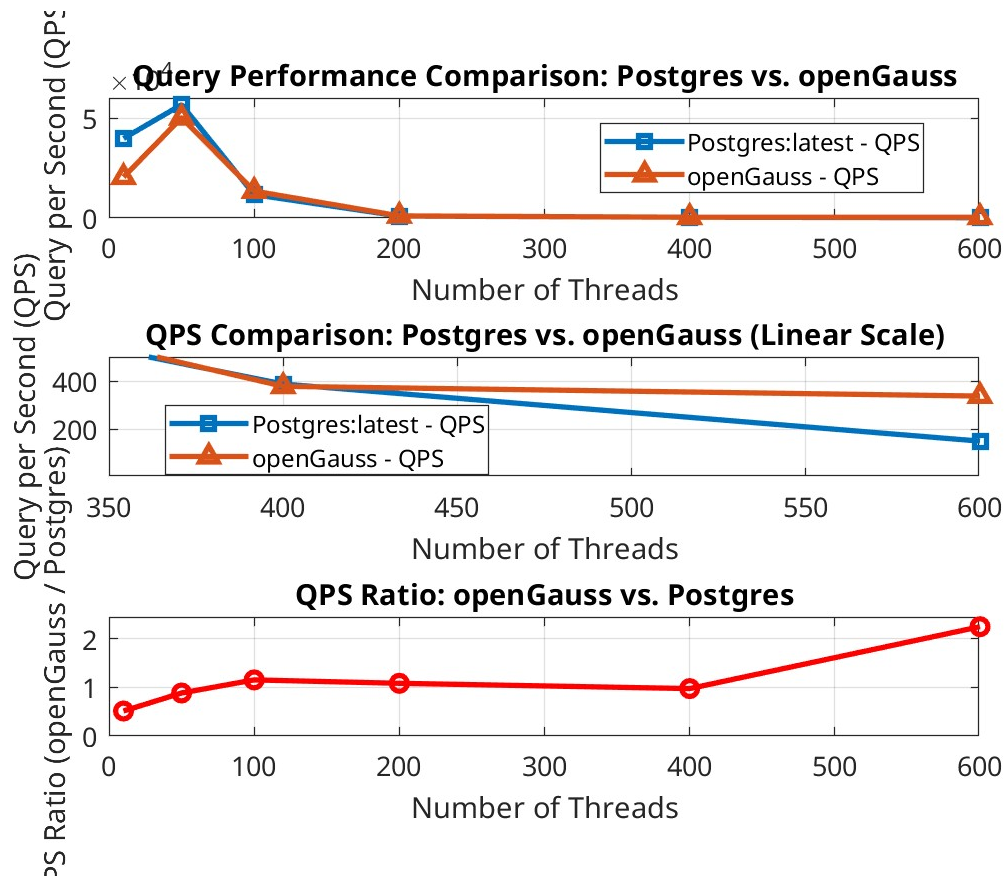 Query Performance Comparison: Postgres vs. openGauss
Query per Second (QPS
5
0
Postgres:latest - QPS
openGauss - QPS
0 100 200 300 400 500 600
Number of Threads
QPS Comparison: Postgres vs. openGauss (Linear Scale)
Query per Second (QPS)
400
200
Postgres:latest - QPS
openGauss - QPS
350 400 450 500 550 600
Number of Threads
QPS Ratio: openGauss vs. Postgres
PS Ratio (openGauss / Postgres)
2
1
0
0 100 200 300 400 500 600
Number of Threads